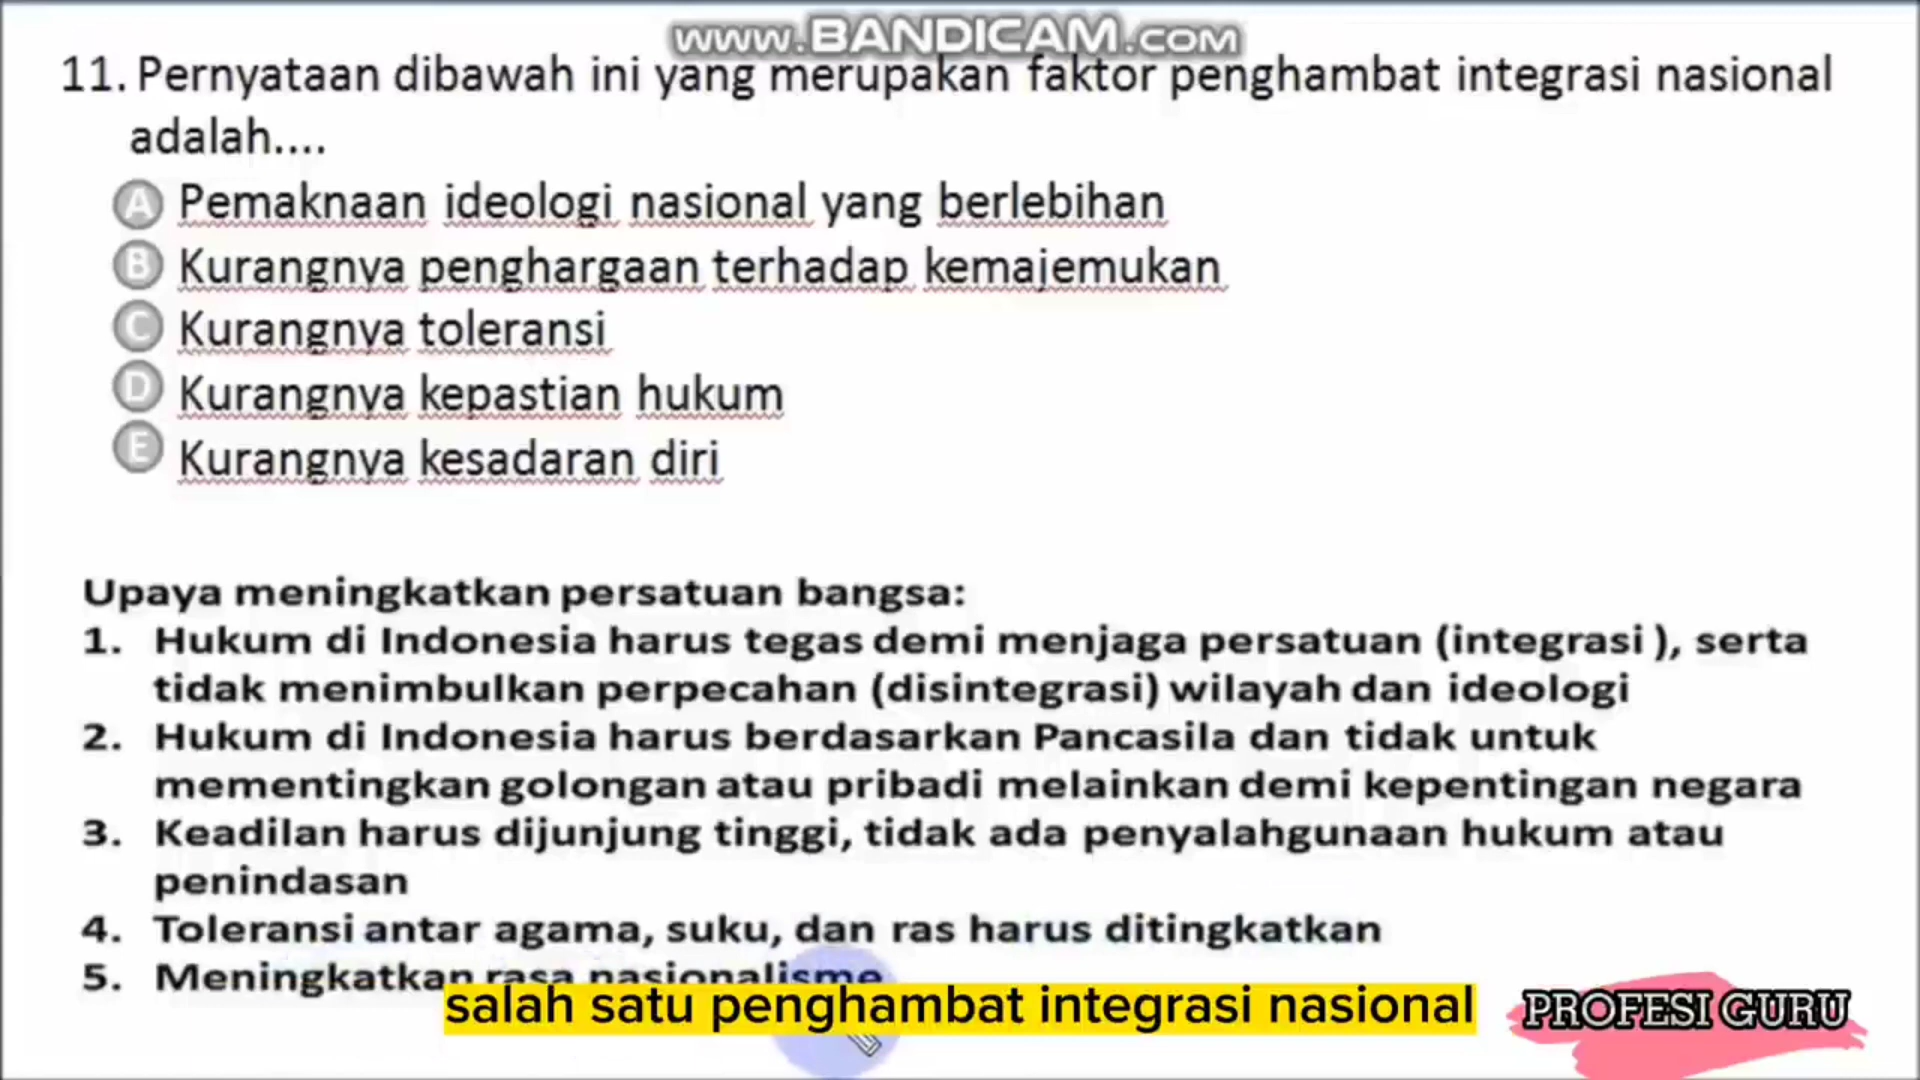 www.BANDICAM.com
11. Pernyataan dibawah ini yang merupakan faktor penghambat integrasi nasional
adalah....
A Pemaknaan ideologi nasional yang berlebihan
B Kurangnya penghargaan terhadap kemajemukan
C Kurangnya toleransi
D Kurangnya kepastian hukum
E Kurangnya kesadaran diri
Upaya meningkatkan persatuan bangsa:
1. Hukum di Indonesia harus tegas demi menjaga persatuan (integrasi ), serta
tidak menimbulkan perpecahan (disintegrasi) wilayah dan ideologi
2. Hukum di Indonesia harus berdasarkan Pancasila dan tidak untuk
mementingkan golongan atau pribadi melainkan demi kepentingan negara
3. Keadilan harus dijunjung tinggi, tidak ada penyalahgunaan hukum atau
penindasan
4. Toleransi antar agama, suku, dan ras harus ditingkatkan
5. Meningkatkan rasa nasionalisme
salah satu penghambat integrasi nasional
PROFESI GURU